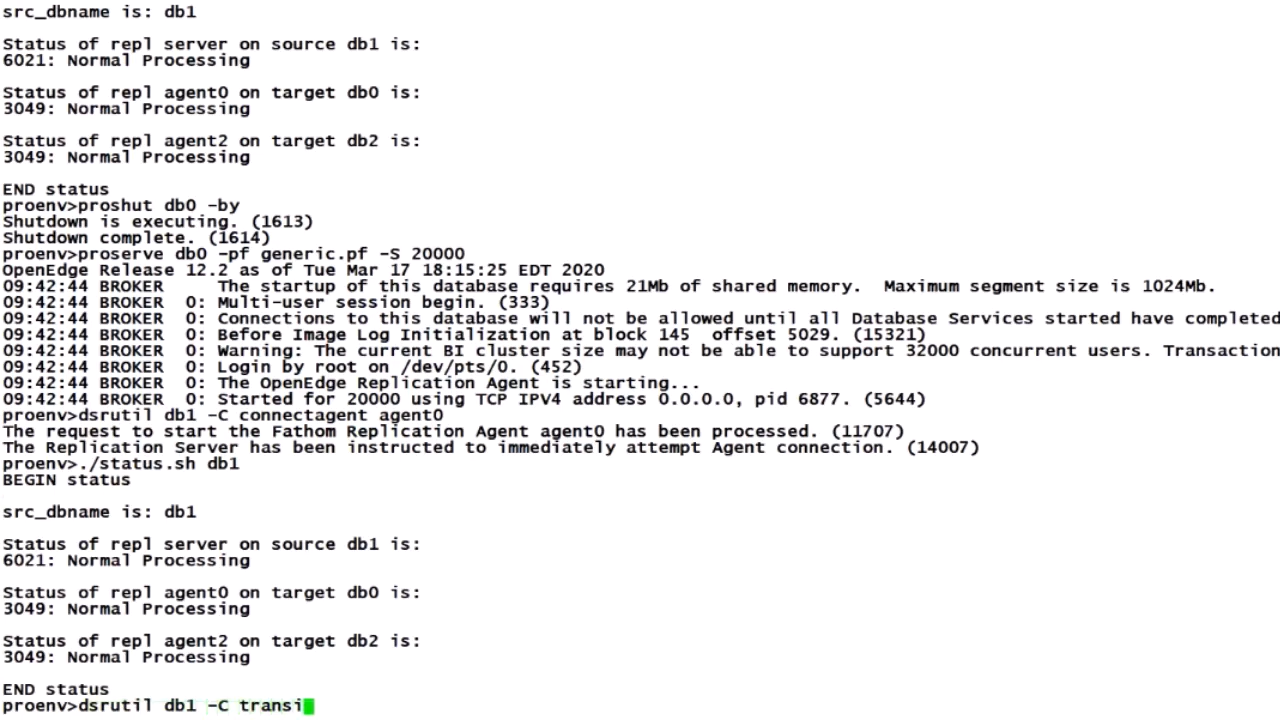 src_dbname is: db1
Status of repl server on source db1 is:
6021: Normal Processing
Status of repl agent0 on target db0 is:
3049: Normal Processing
Status of repl agent2 on target db2 is:
3049: Normal Processing
END status
proenv>proshut db0 -by
Shutdown is executing. (1613)
Shutdown complete. (1614)
proenv>proserve db0 -pf generic.pf -S 20000
OpenEdge Release 12.2 as of Tue Mar 17 18:15:25 EDT 2020
09:42:44 BROKER     The startup of this database requires 21Mb of shared memory.  Maximum segment size is 1024Mb.
09:42:44 BROKER  0: Multi-user session begin. (333)
09:42:44 BROKER  0: Connections to this database will not be allowed until all Database Services started have completed
09:42:44 BROKER  0: Before Image Log Initialization at block 145  offset 5029. (15321)
09:42:44 BROKER  0: Warning: The current BI cluster size may not be able to support 32000 concurrent users. Transaction
09:42:44 BROKER  0: Login by root on /dev/pts/0. (452)
09:42:44 BROKER  0: The OpenEdge Replication Agent is starting...
09:42:44 BROKER  0: Started for 20000 using TCP IPV4 address 0.0.0.0, pid 6877. (5644)
proenv>dsrutil db1 -C connectagent agent0
The request to start the Fathom Replication Agent agent0 has been processed. (11707)
The Replication Server has been instructed to immediately attempt Agent connection. (14007)
proenv>./status.sh db1
BEGIN status
src_dbname is: db1
Status of repl server on source db1 is:
6021: Normal Processing
Status of repl agent0 on target db0 is:
3049: Normal Processing
Status of repl agent2 on target db2 is:
3049: Normal Processing
END status
proenv>dsrutil db1 -C transi